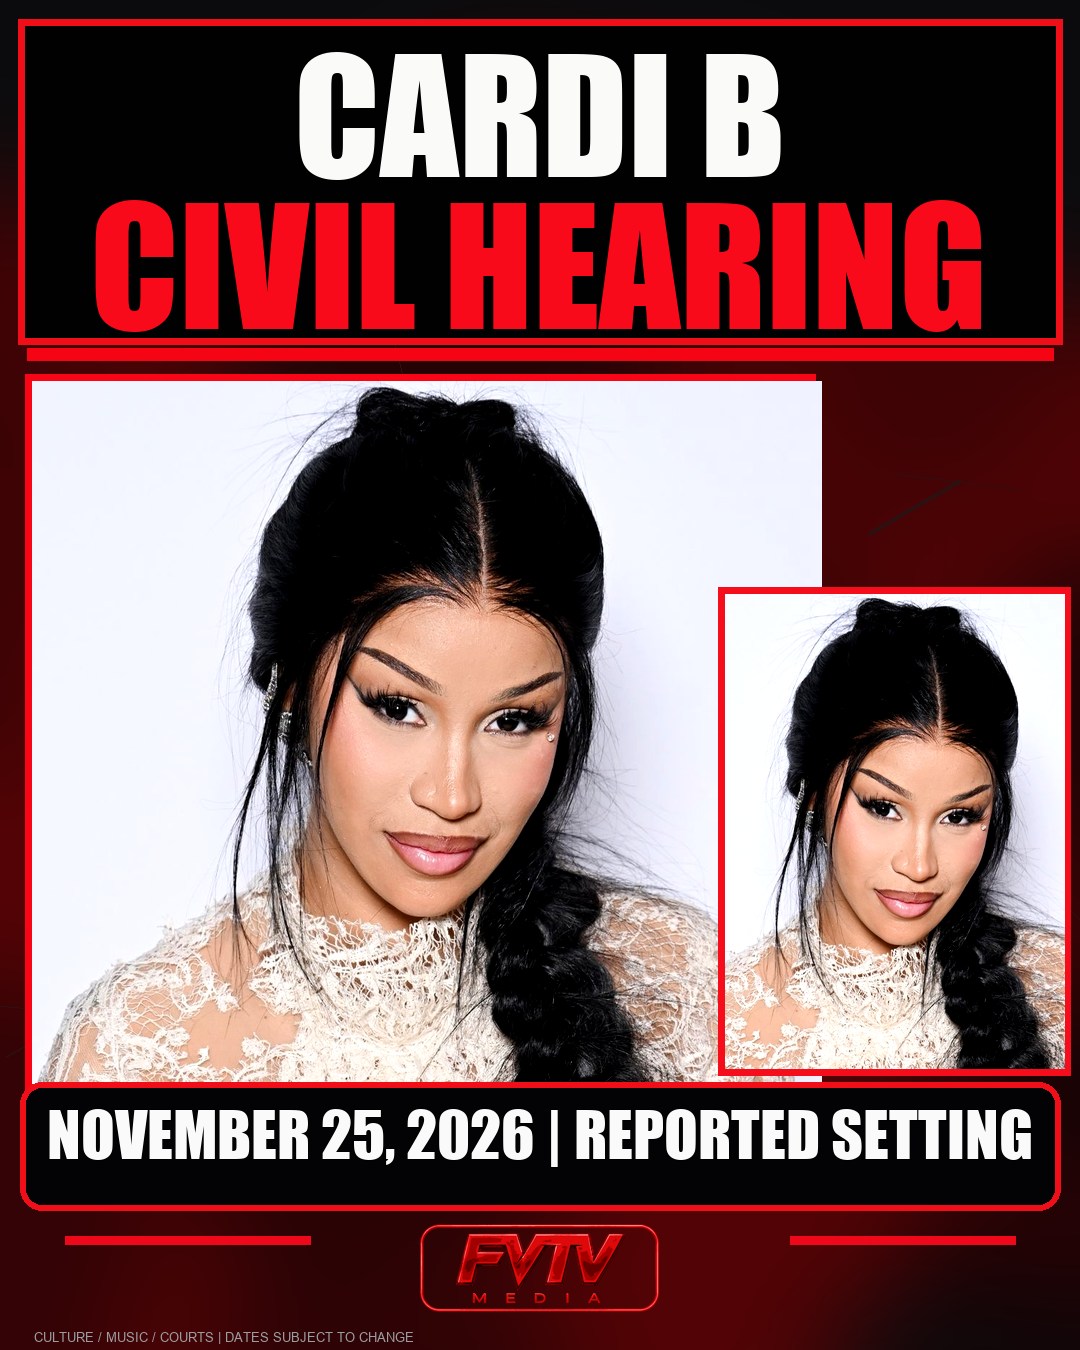 CARDI B
CIVIL HEARING
NOVEMBER 25, 2026 | REPORTED SETTING
FVTV
MEDIA
CULTURE / MUSIC / COURTS | DATES SUBJECT TO CHANGE